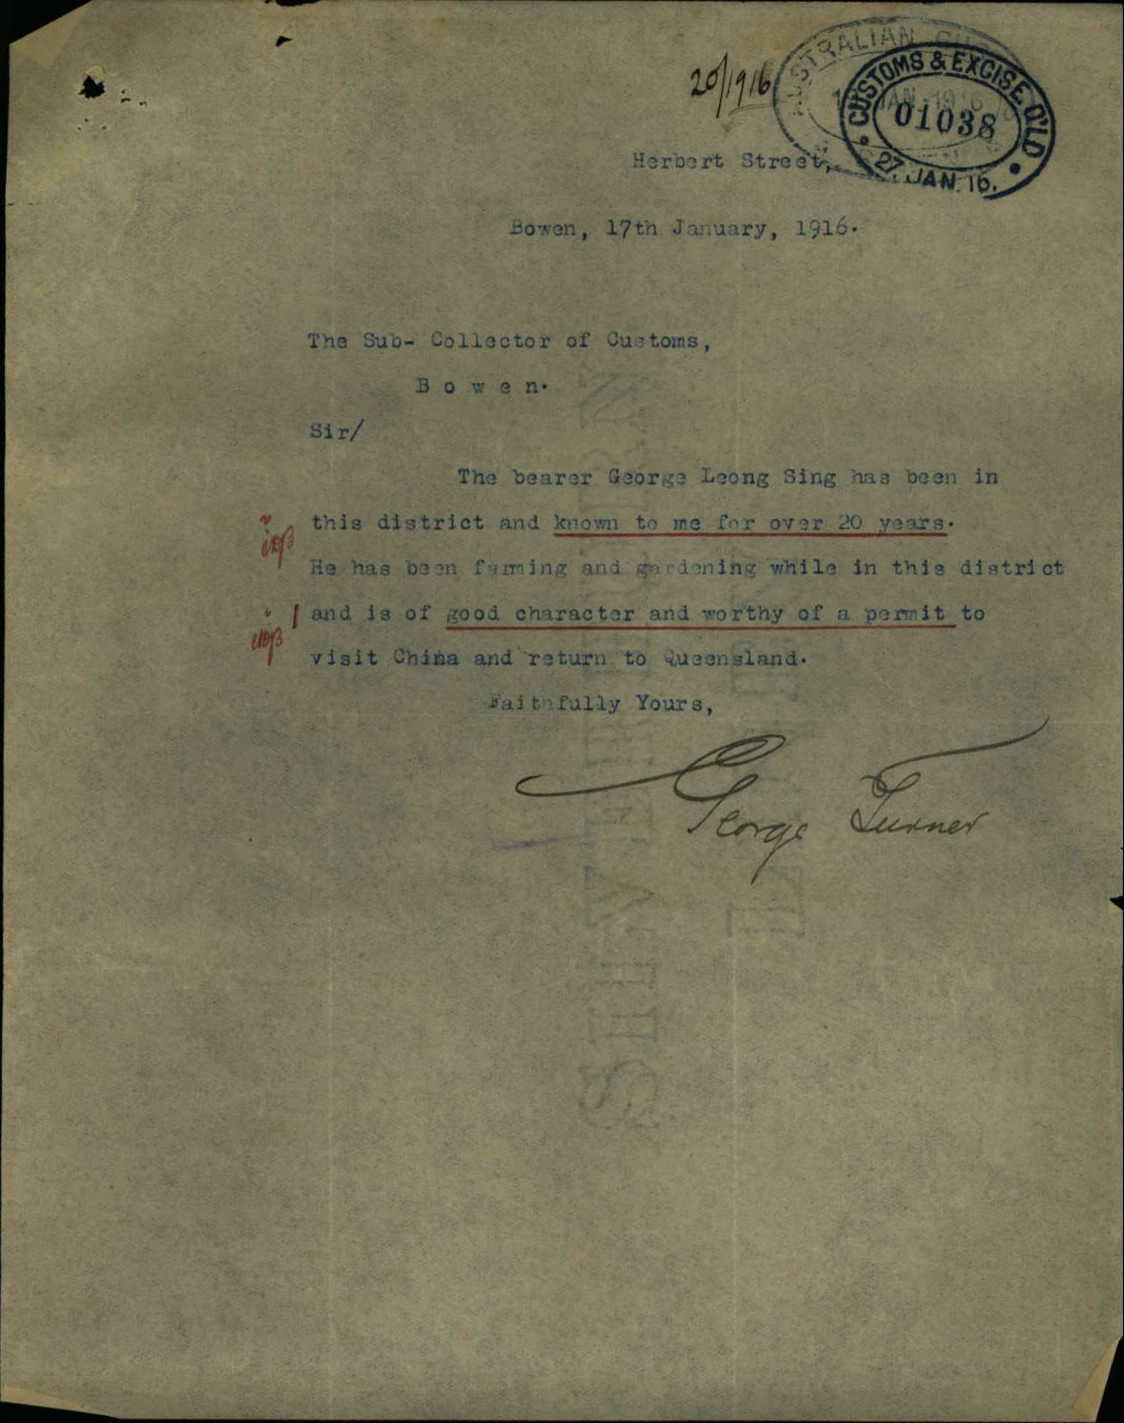 20/1916
AUSTRALIAN
CUSTOMS & EXCISE. Q'LD
01038
27. JAN. 16.
Herbert Street,
Bowen, 17th January, 1916.
The Sub- Collector of Customs,
B o w e n.
Sir/
The bearer George Leong Sing has been in
this district and known to me for over 20 years.
He has been farming and gardening while in this district
and is of good character and worthy of a permit to
visit China and return to Queensland.
Faithfully Yours,
George Turner